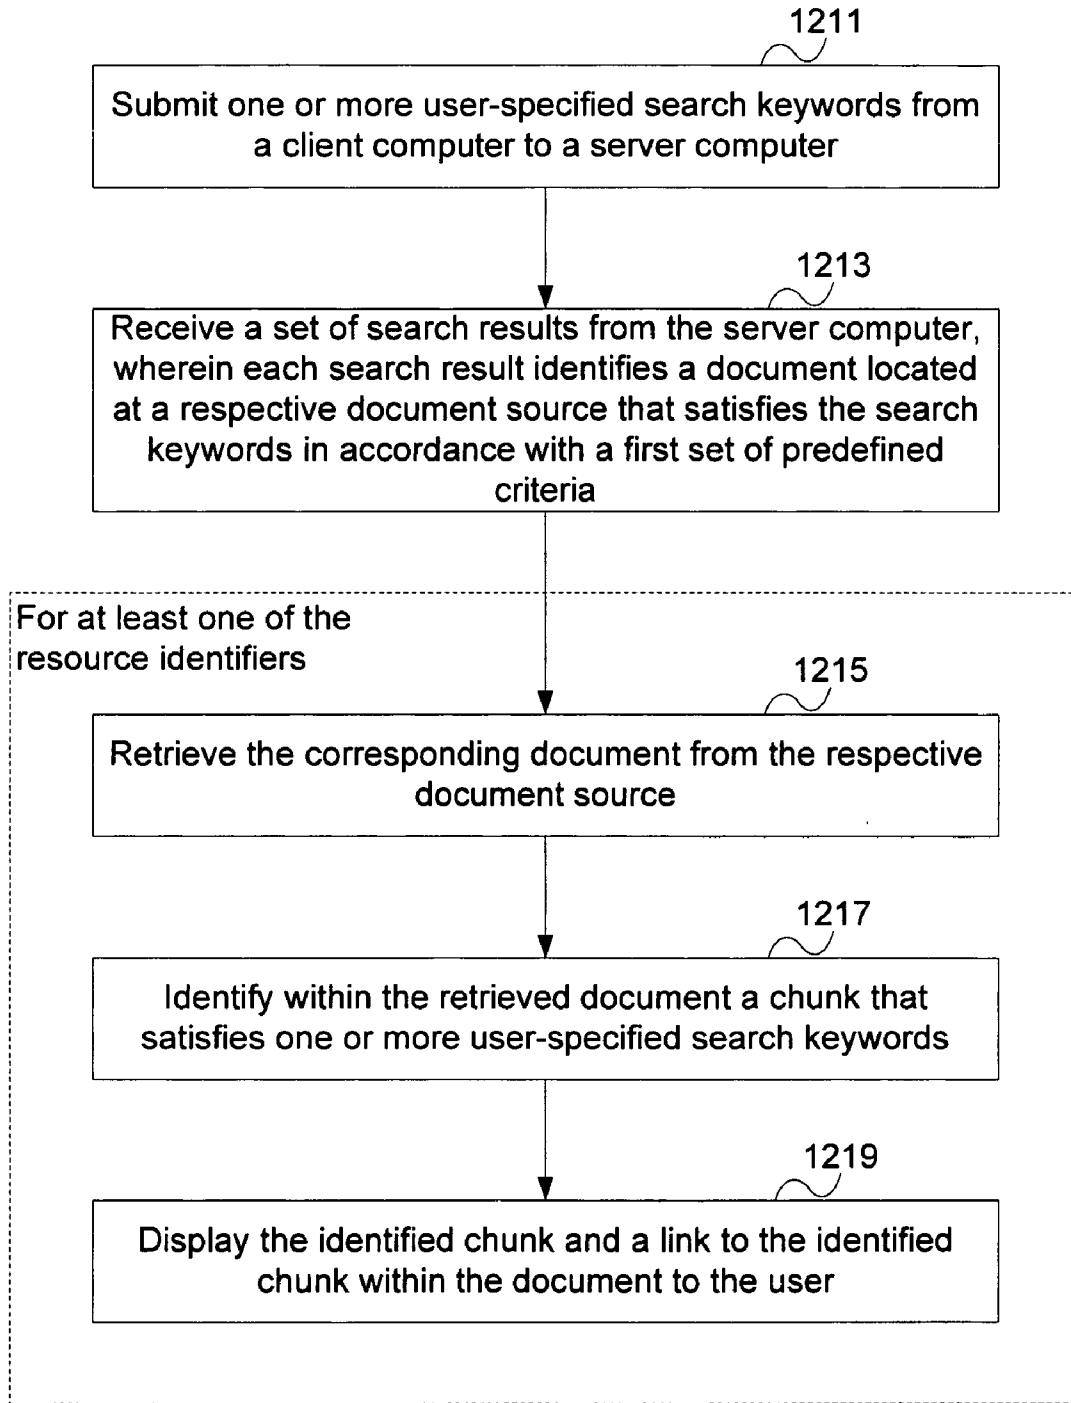 1211
Submit one or more user-specified search keywords from
a client computer to a server computer
1213
Receive a set of search results from the server computer,
wherein each search result identifies a document located
at a respective document source that satisfies the search
keywords in accordance with a first set of predefined
criteria
For at least one of the
resource identifiers
1215
Retrieve the corresponding document from the respective
document source
1217
Identify within the retrieved document a chunk that
satisfies one or more user-specified search keywords
1219
Display the identified chunk and a link to the identified
chunk within the document to the user